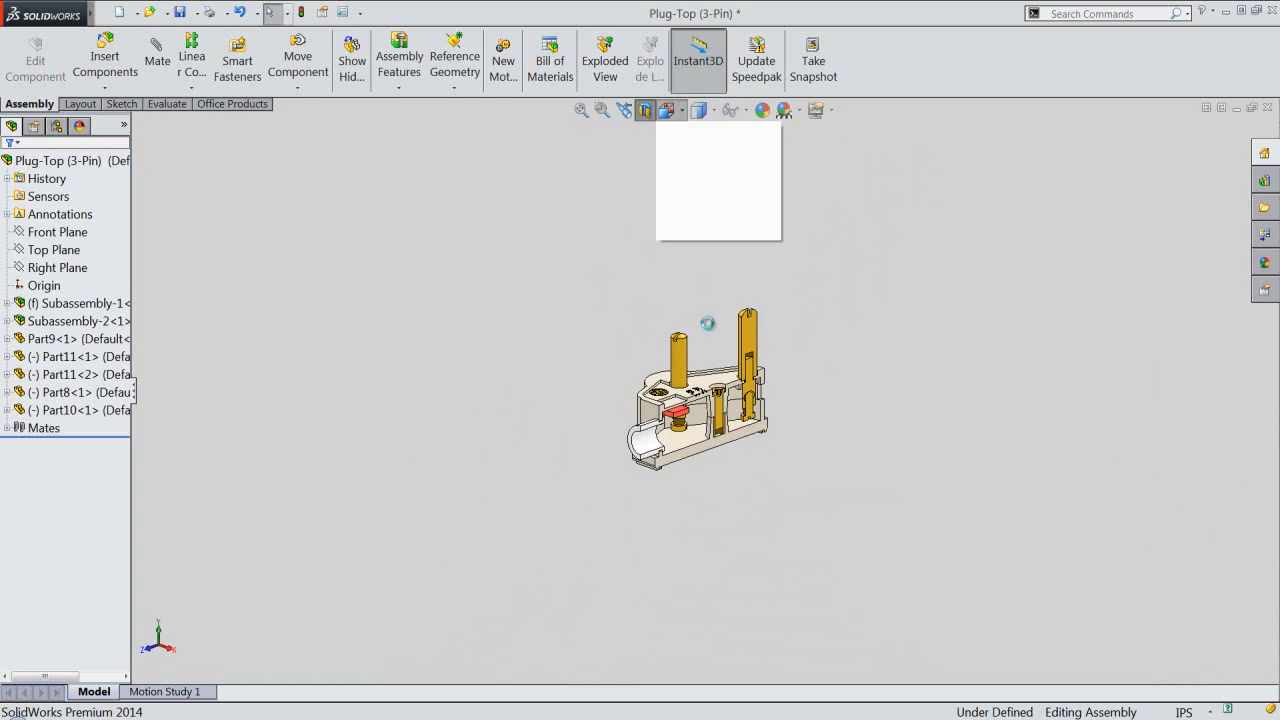 SOLIDWORKS
Plug-Top (3-Pin) *
Search Commands
Edit Component
Insert Components
Mate
Linea r Co...
Smart Fasteners
Move Component
Show Hid...
Assembly Features
Reference Geometry
New Mot...
Bill of Materials
Exploded View
Explo de L...
Instant3D
Update Speedpak
Take Snapshot
Assembly
Layout
Sketch
Evaluate
Office Products
»
Plug-Top (3-Pin) (Def
History
Sensors
Annotations
Front Plane
Top Plane
Right Plane
Origin
(f) Subassembly-1<
Subassembly-2<1>
Part9<1> (Default<
(-) Part11<1> (Defa
(-) Part11<2> (Defa
(-) Part8<1> (Defau
(-) Part10<1> (Defa
Mates
Y
Z
X
Model
Motion Study 1
SolidWorks Premium 2014
Under Defined
Editing Assembly
IPS